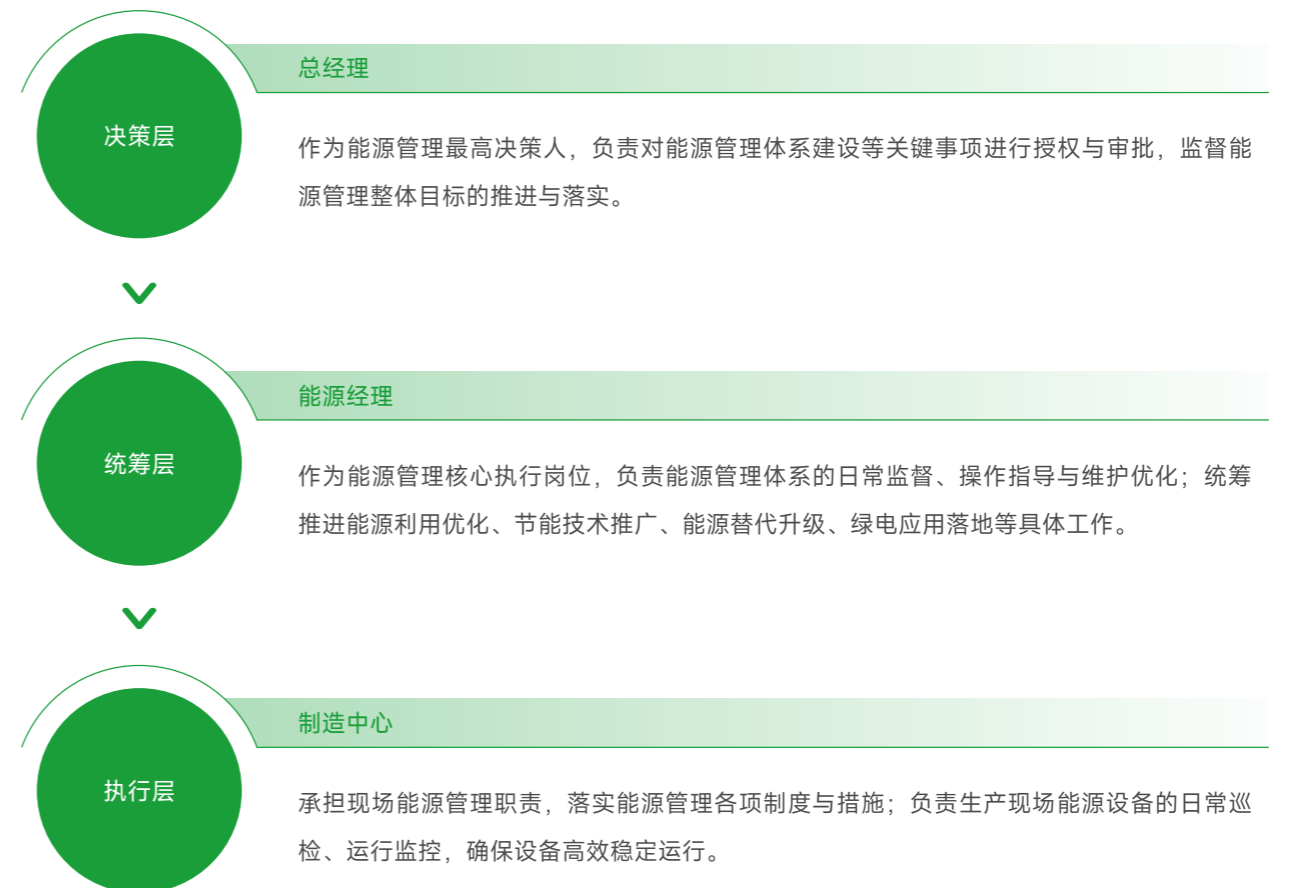 总经理
决策层
作为能源管理最高决策人，负责对能源管理体系建设等关键事项进行授权与审批，监督能
源管理整体目标的推进与落实。
能源经理
统筹层
作为能源管理核心执行岗位，负责能源管理体系的日常监督、操作指导与维护优化；统筹
推进能源利用优化、节能技术推广、能源替代升级、绿电应用落地等具体工作。
制造中心
执行层
承担现场能源管理职责，落实能源管理各项制度与措施；负责生产现场能源设备的日常巡
检、运行监控，确保设备高效稳定运行。